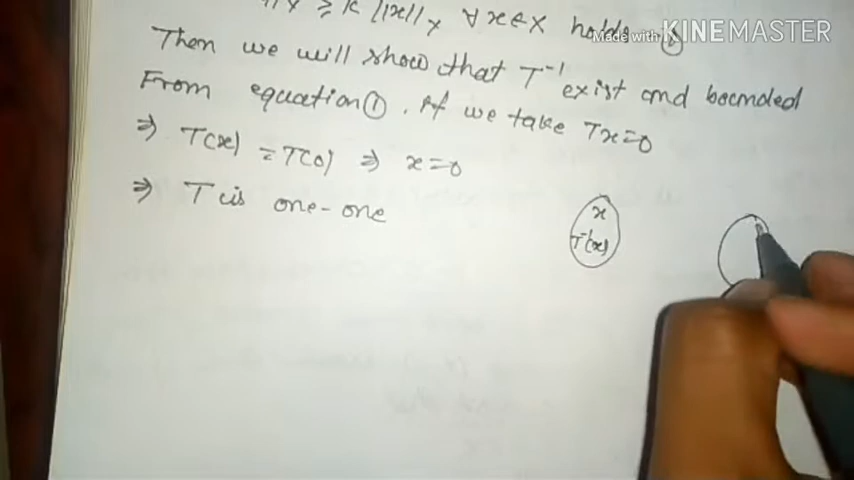 ‖y ≥ K ‖x‖x ∀ x ∈ X holds ①
Made with KINEMASTER
Then we will show that T⁻¹ exist and bounded
From equation ①. If we take Tx=0
⇒ T(x) = T(0) ⇒ x=0
⇒ T is one-one
x
T⁻¹(x)